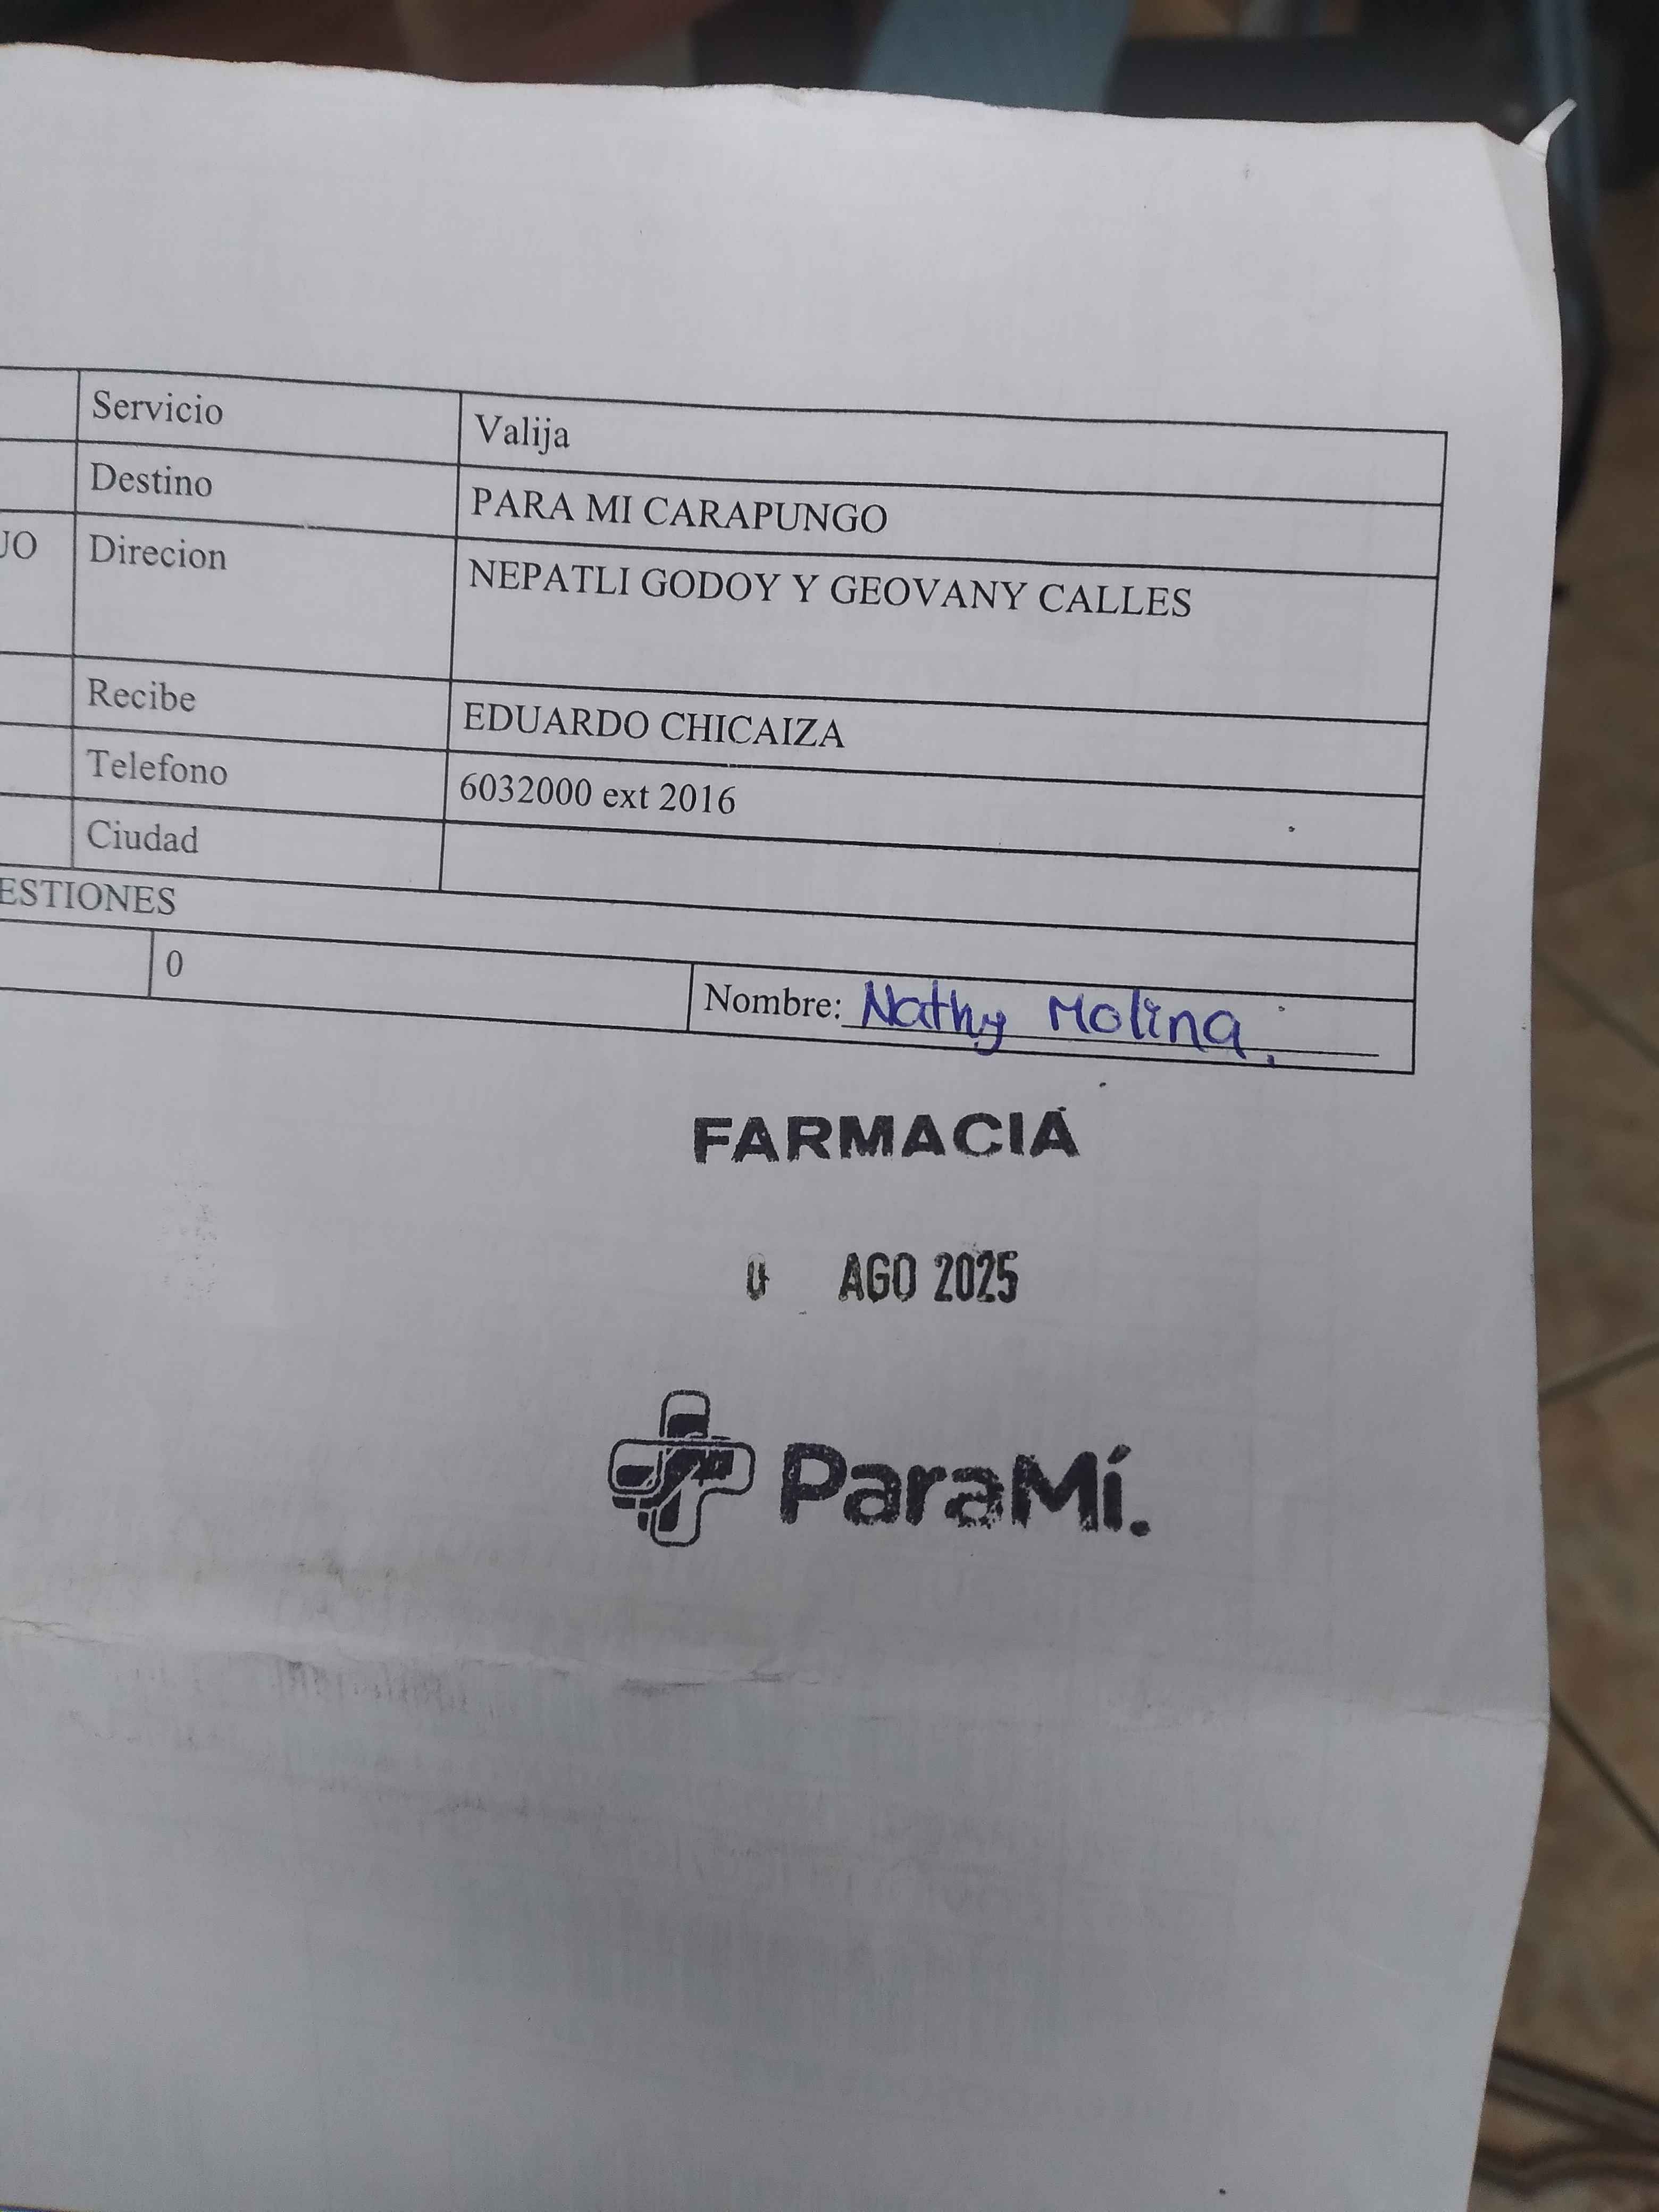 Servicio Valija
Destino PARA MI CARAPUNGO
JO Direcion NEPATLI GODOY Y GEOVANY CALLES
Recibe EDUARDO CHICAIZA
Telefono 6032000 ext 2016
Ciudad
ESTIONES
0 Nombre: Nathy Molina
FARMACIA
0 AGO 2025
ParaMí.